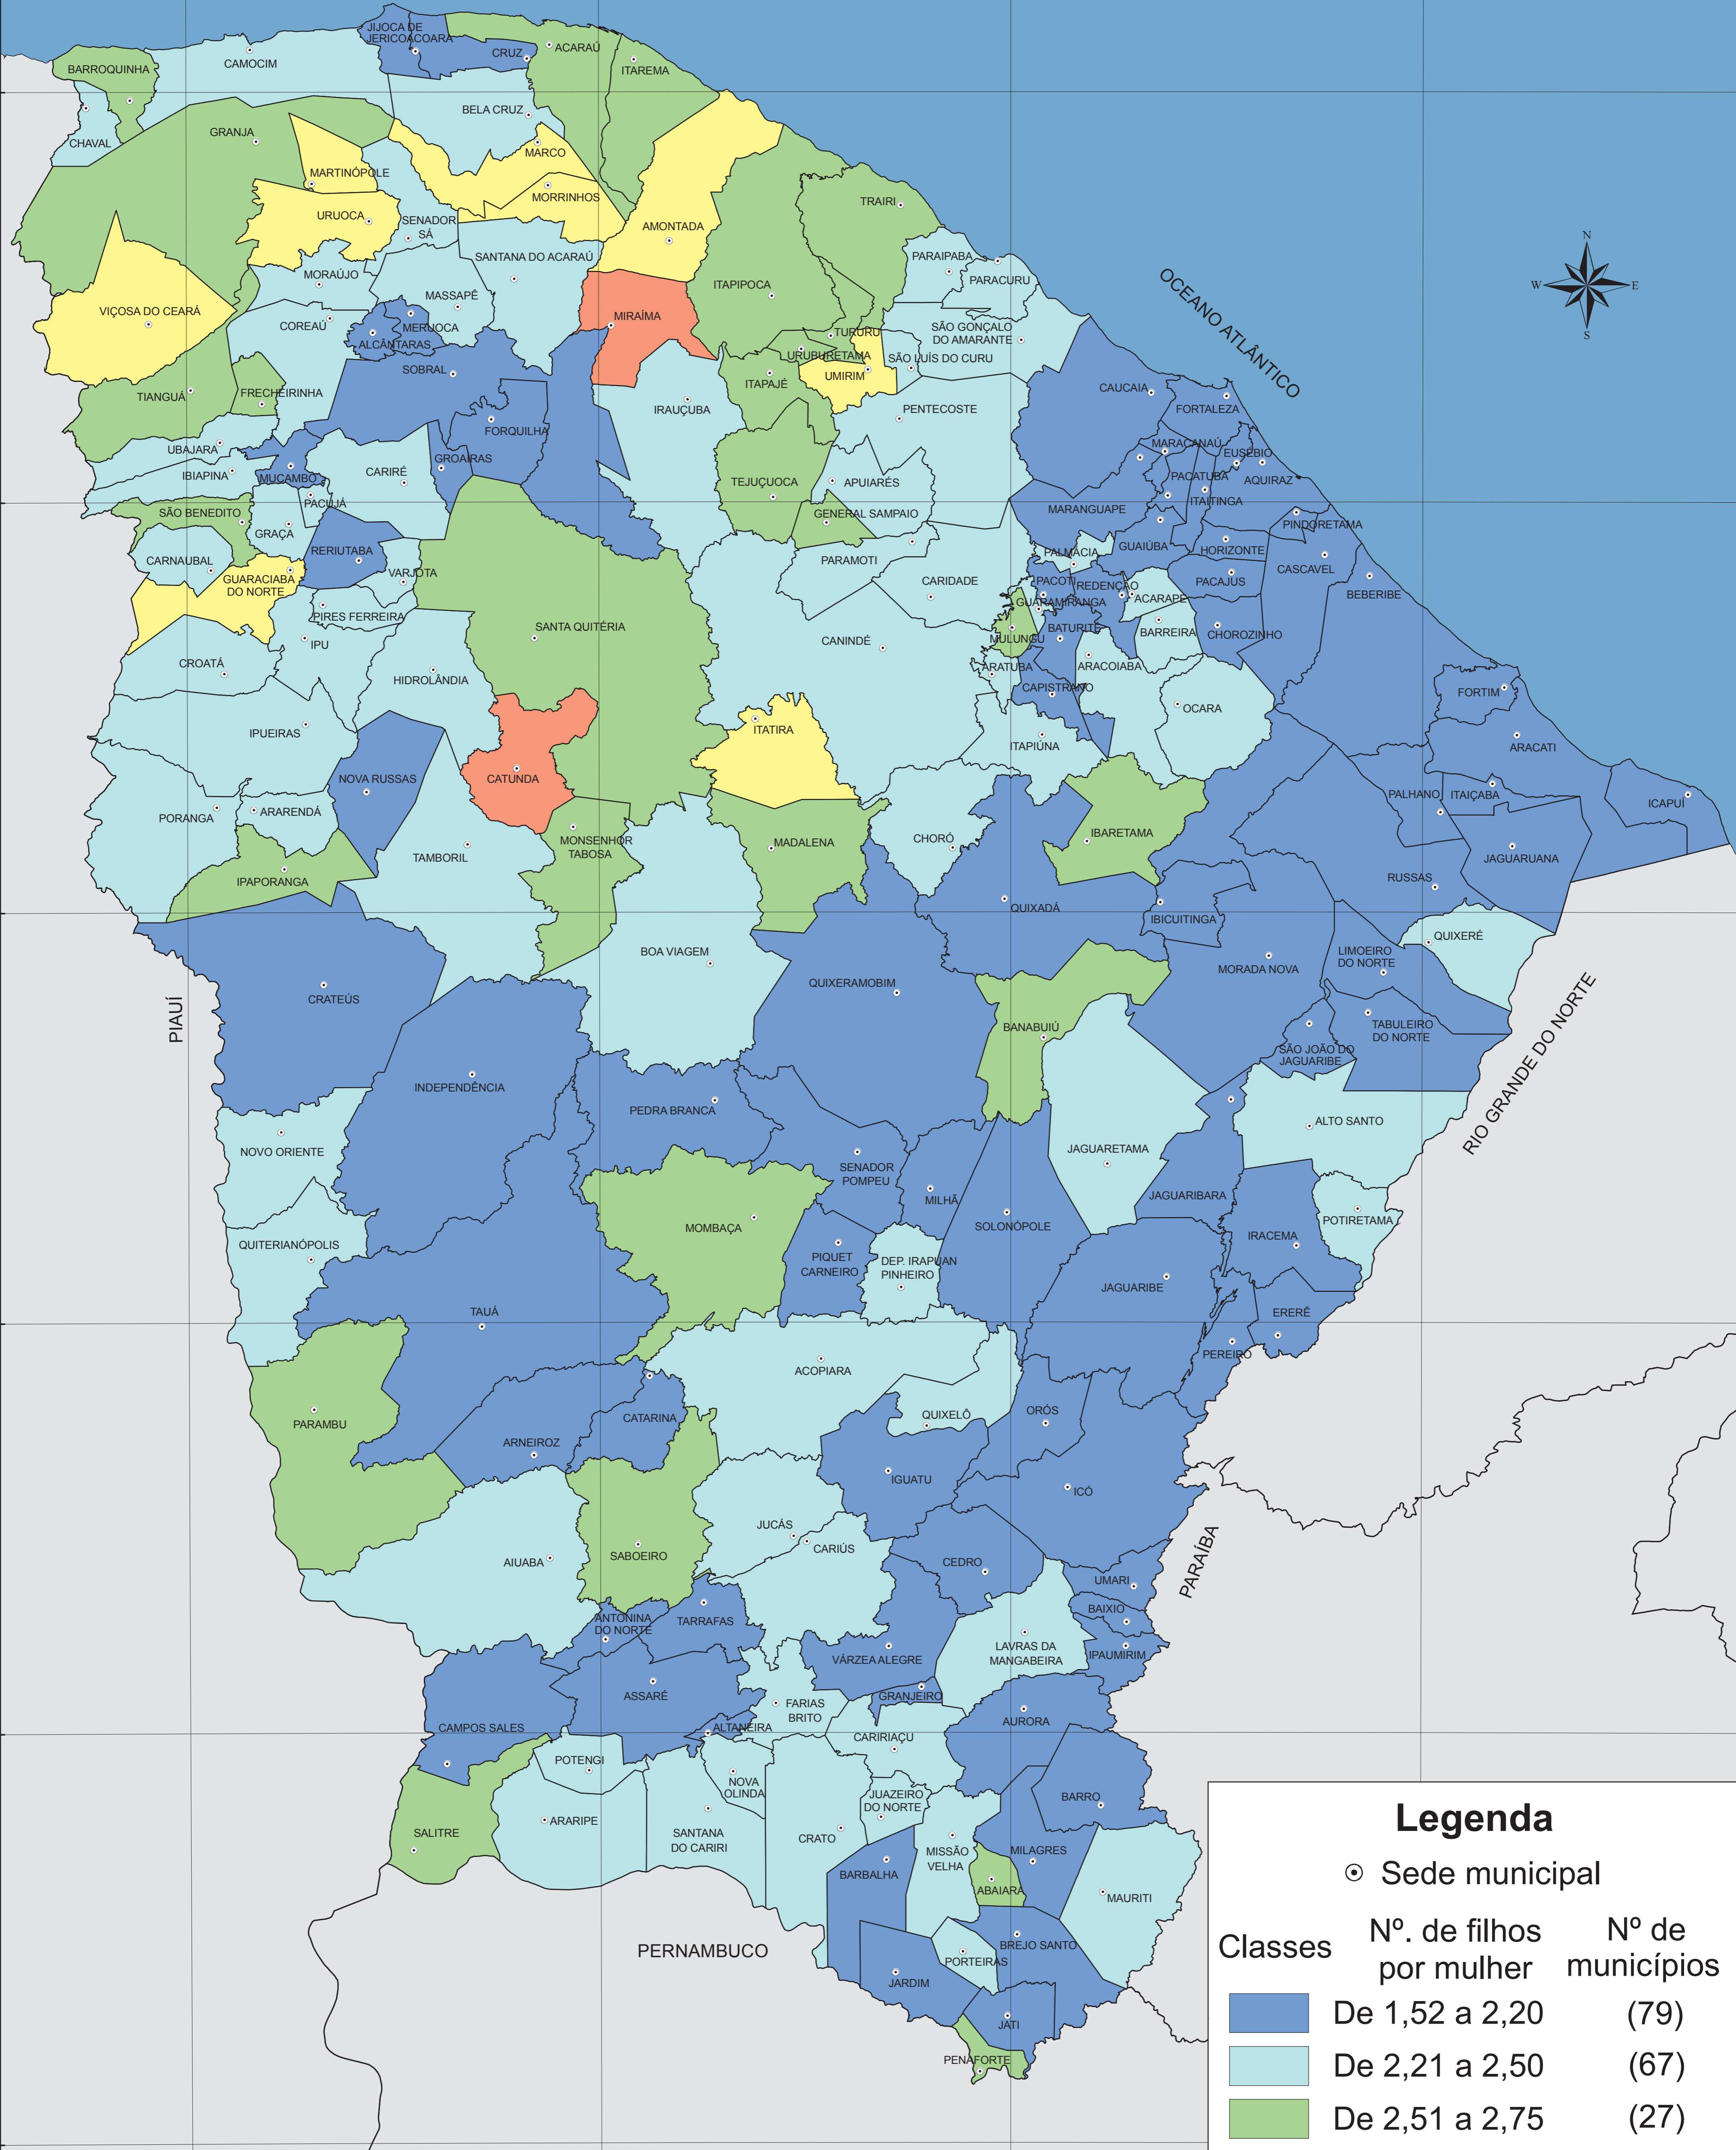 JIJOCA DE
JERICOACOARA
CRUZ
ACARAÚ
ITAREMA
BARROQUINHA
CAMOCIM
BELA CRUZ
CHAVAL
GRANJA
MARCO
MARTINÓPOLE
MORRINHOS
URUOCA
SENADOR
SÁ
AMONTADA
TRAIRI
SANTANA DO ACARAÚ
PARAIPABA
PARACURU
MORAÚJO
MASSAPÊ
ITAPIPOCA
VIÇOSA DO CEARÁ
COREAÚ
MERUOCA
ALCÂNTARAS
MIRAÍMA
TURURU
URUBURETAMA
SÃO GONÇALO
DO AMARANTE
SÃO LUÍS DO CURU
OCEANO ATLÂNTICO
N
W
E
S
SOBRAL
UMIRIM
ITAPAJÉ
TIANGUÁ
FRECHEIRINHA
IRAUÇUBA
PENTECOSTE
CAUCAIA
FORTALEZA
FORQUILHA
UBAJARA
MARACANAÚ
EUSÉBIO
IBIAPINA
MUCAMBO
CARIRÉ
GROAÍRAS
TEJUÇUOCA
APUIARÉS
PACATUBA
AQUIRAZ
ITAITINGA
PACUJÁ
SÃO BENEDITO
GENERAL SAMPAIO
MARANGUAPE
PINDORETAMA
GRAÇA
RERIUTABA
CARNAUBAL
PARAMOTI
PALMÁCIA
GUAIÚBA
HORIZONTE
CASCAVEL
GUARACIABA
DO NORTE
VARJOTA
CARIDADE
PACOTI
REDENÇÃO
PACAJUS
BEBERIBE
PIRES FERREIRA
GUARAMIRANGA
ACARAPE
SANTA QUITÉRIA
CANINDÉ
MULUNGU
BATURITÉ
BARREIRA
CHOROZINHO
IPU
CROATÁ
ARATUBA
ARACOIABA
HIDROLÂNDIA
CAPISTRANO
OCARA
FORTIM
IPUEIRAS
ITATIRA
ITAPIÚNA
ARACATI
NOVA RUSSAS
CATUNDA
PALHANO
ITAIÇABA
ICAPUÍ
PORANGA
ARARENDÁ
MONSENHOR
TABOSA
MADALENA
CHORÓ
IBARETAMA
TAMBORIL
JAGUARUANA
IPAPORANGA
RUSSAS
QUIXADÁ
IBICUITINGA
QUIXERÉ
BOA VIAGEM
LIMOEIRO
DO NORTE
MORADA NOVA
CRATEÚS
QUIXERAMOBIM
PIAUÍ
BANABUIÚ
TABULEIRO
DO NORTE
SÃO JOÃO DO
JAGUARIBE
RIO GRANDE DO NORTE
INDEPENDÊNCIA
PEDRA BRANCA
ALTO SANTO
NOVO ORIENTE
JAGUARETAMA
SENADOR
POMPEU
MILHÃ
JAGUARIBARA
MOMBAÇA
SOLONÓPOLE
POTIRETAMA
IRACEMA
QUITERIANÓPOLIS
PIQUET
CARNEIRO
DEP. IRAPUAN
PINHEIRO
JAGUARIBE
TAUÁ
ERERÊ
PEREIRO
ACOPIARA
PARAMBU
CATARINA
QUIXELÔ
ORÓS
ARNEIROZ
IGUATU
ICÓ
JUCÁS
CARIÚS
AIUABA
SABOEIRO
CEDRO
UMARI
PARAÍBA
BAIXIO
ANTONINA
DO NORTE
TARRAFAS
LAVRAS DA
MANGABEIRA
IPAUMIRIM
VÁRZEA ALEGRE
ASSARÉ
FARIAS
BRITO
GRANJEIRO
AURORA
CAMPOS SALES
ALTANEIRA
CARIRIAÇU
POTENGI
NOVA
OLINDA
JUAZEIRO
DO NORTE
BARRO
ARARIPE
SALITRE
SANTANA
DO CARIRI
CRATO
MISSÃO
VELHA
MILAGRES
BARBALHA
ABAIARA
MAURITI
PERNAMBUCO
BREJO SANTO
PORTEIRAS
JARDIM
JATI
PENAFORTE
Legenda
Sede municipal
Classes
Nº. de filhos
por mulher
Nº de
municípios
De 1,52 a 2,20 (79)
De 2,21 a 2,50 (67)
De 2,51 a 2,75 (27)